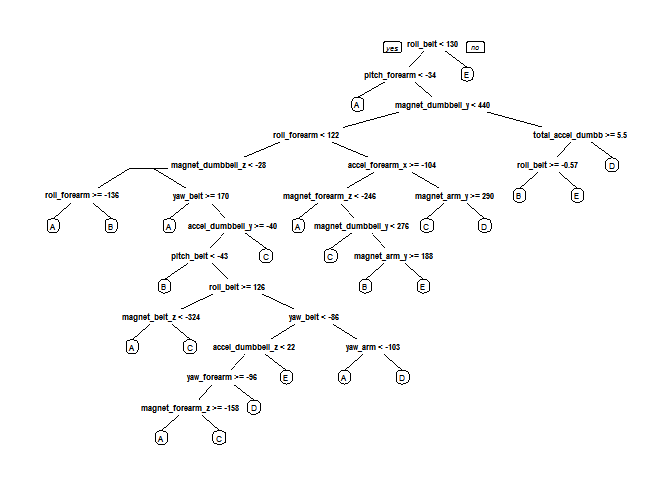 yes roll_belt < 130 no
pitch_forearm < -34 E
A magnet_dumbbell_y < 440
roll_forearm < 122 total_accel_dumbb >= 5.5
magnet_dumbbell_z < -28 accel_forearm_x >= -104 roll_belt >= -0.57 D
roll_forearm >= -136 yaw_belt >= 170 magnet_forearm_z < -246 magnet_arm_y >= 290 B E
A B A accel_dumbbell_y >= -40 A magnet_dumbbell_y < 276 C D
pitch_belt < -43 C C magnet_arm_y >= 188
B roll_belt >= 126 B E
magnet_belt_z < -324 yaw_belt < -86
A C accel_dumbbell_z < 22 yaw_arm < -103
yaw_forearm >= -96 E A D
magnet_forearm_z >= -158 D
A C